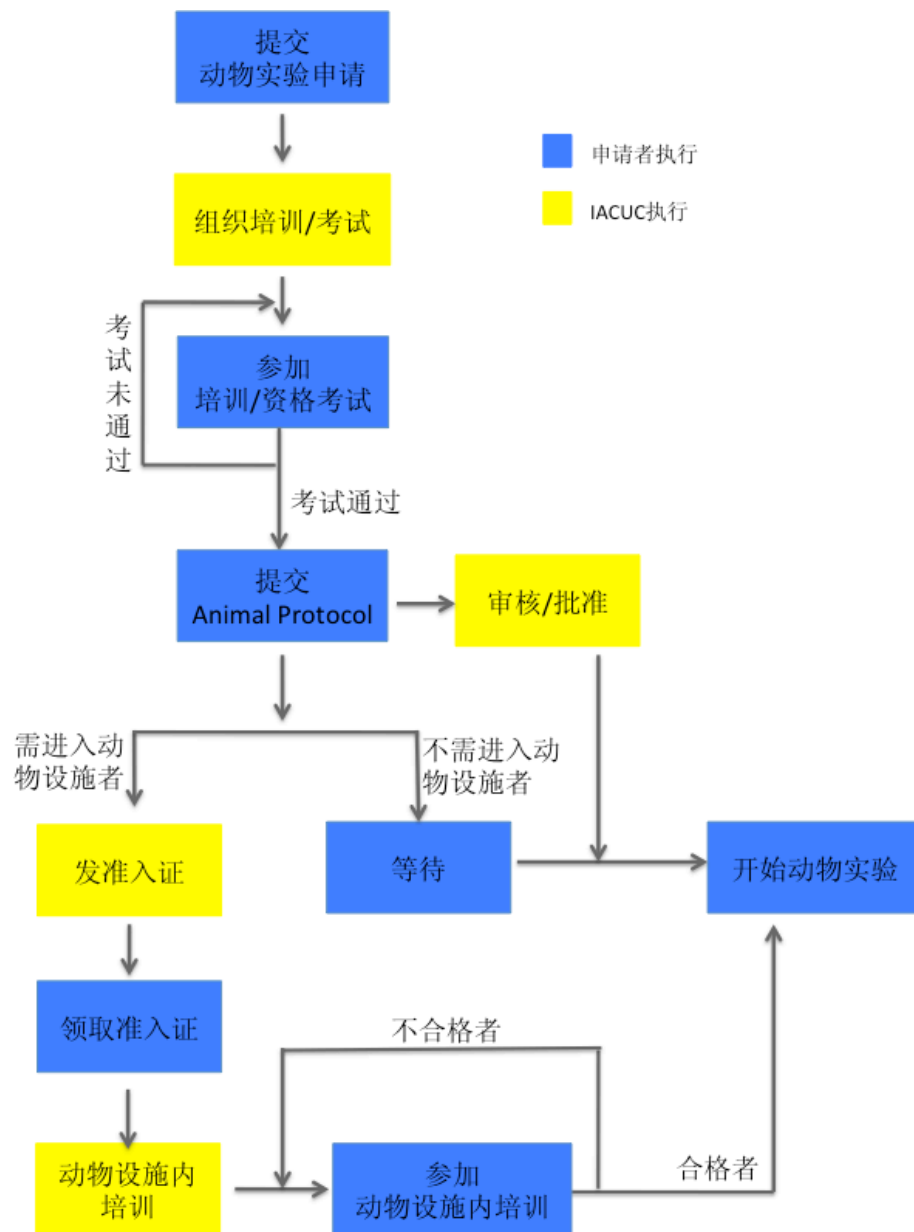 提交
动物实验申请
申请者执行
组织培训/考试
IACUC执行
考
试
未
通
过
参加
培训/资格考试
考试通过
提交
Animal Protocol
审核/批准
需进入动
物设施者
不需进入动
物设施者
发准入证
等待
开始动物实验
领取准入证
不合格者
动物设施内
培训
参加
动物设施内培训
合格者